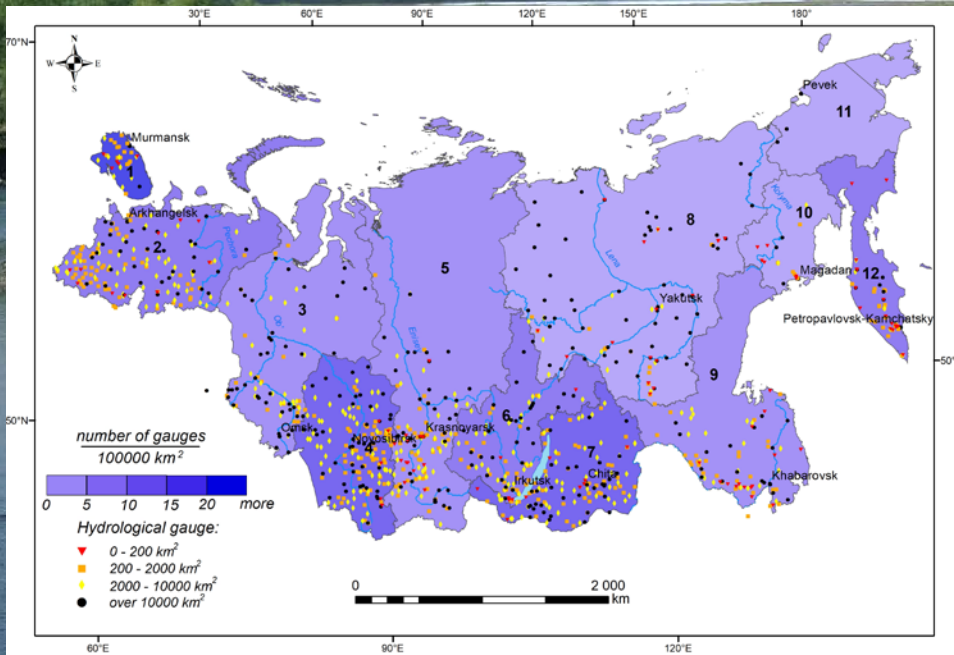 30°E 60°E 90°E 120°E 150°E 180°
70°N
N
W E
S
Pevek
11
Murmansk
1
Arkhangelsk
2
Pechora
8
Kolyma
10
5
Lena
Magadan
12
3
Ob'
Yakutsk
Petropavlovsk-Kamchatsky
Enisey
9
50°N
50°N
6
Omsk
Novosibirsk
Krasnoyarsk
4
7
Irkutsk
Chita
Khabarovsk
number of gauges
100000 km²
0 5 10 15 20 more
Hydrological gauge:
0 - 200 km²
200 - 2000 km²
2000 - 10000 km²
over 10000 km²
0 2 000
km
60°E 90°E 120°E